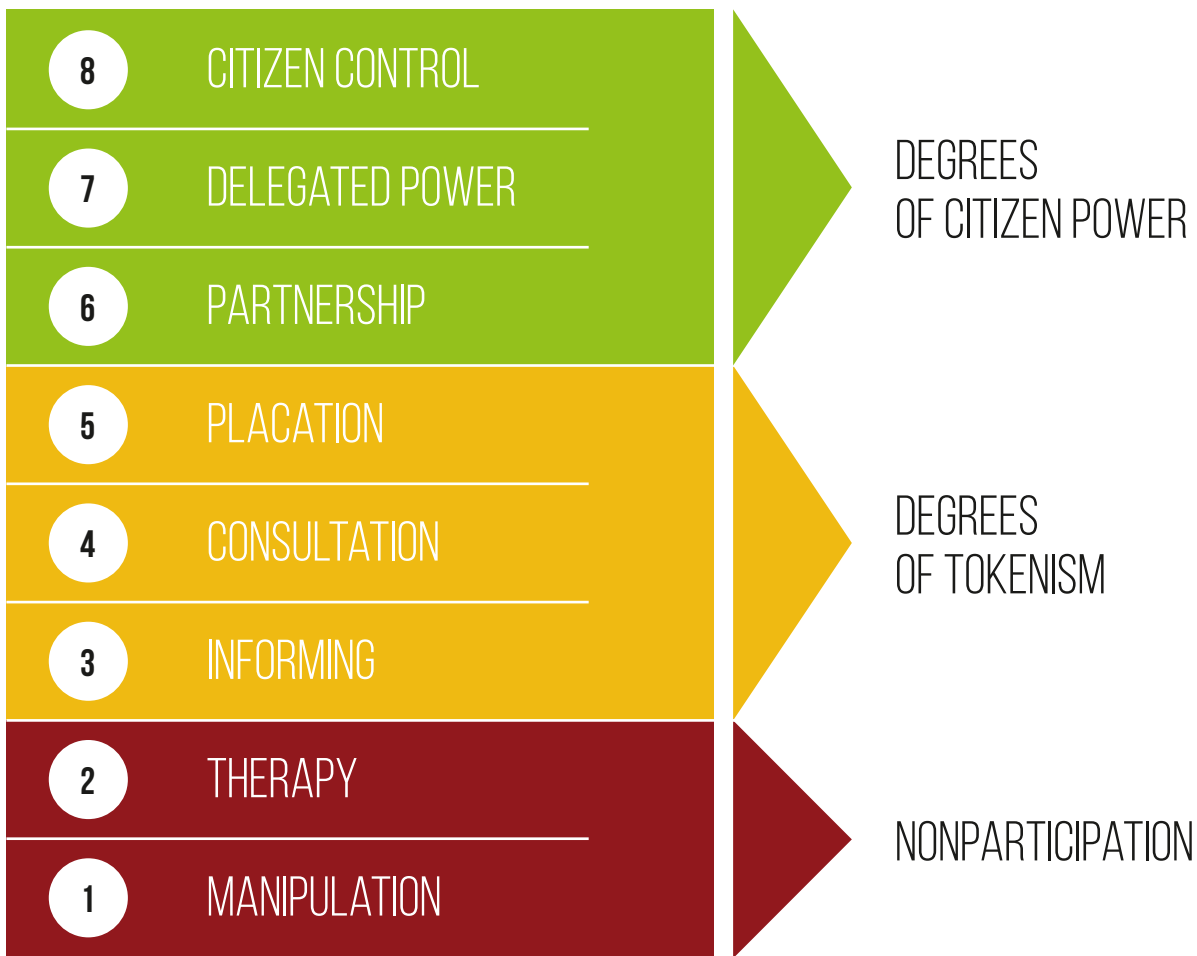 8 CITIZEN CONTROL
7 DELEGATED POWER
6 PARTNERSHIP
DEGREES
OF CITIZEN POWER
5 PLACATION
4 CONSULTATION
3 INFORMING
DEGREES
OF TOKENISM
2 THERAPY
1 MANIPULATION
NONPARTICIPATION